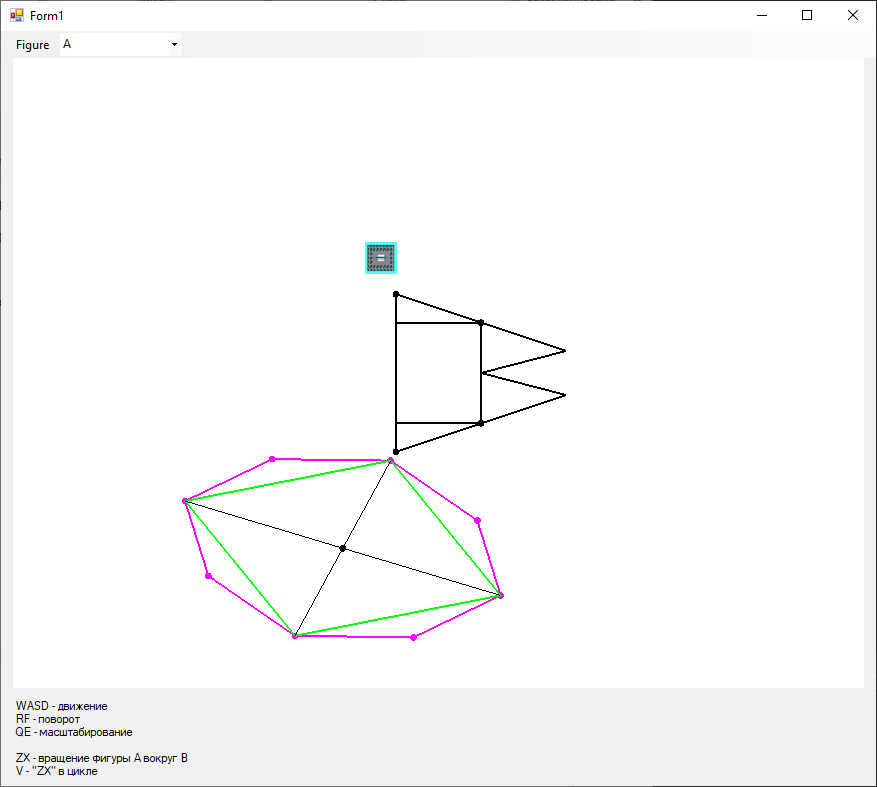 Form1
Figure A
WASD - движение
RF - поворот
QE - масштабирование
ZX - вращение фигуры A вокруг B
V - "ZX" в цикле